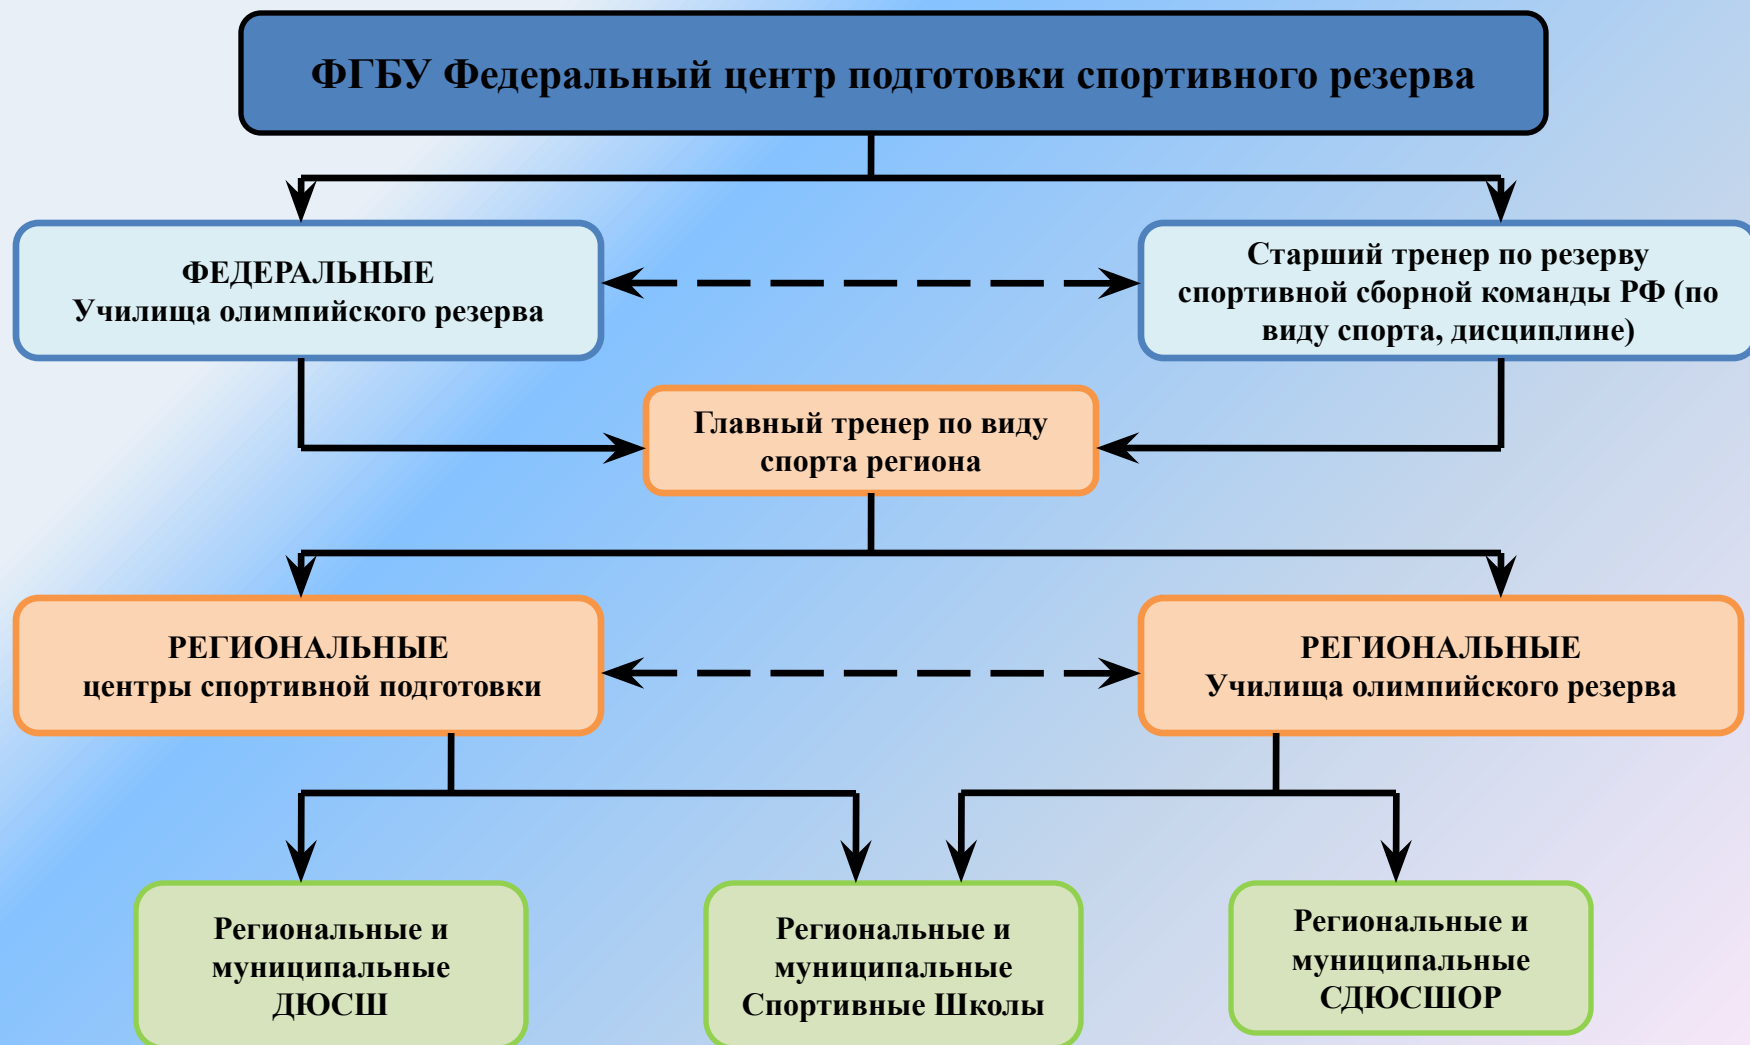 ФГБУ Федеральный центр подготовки спортивного резерва
ФЕДЕРАЛЬНЫЕ
Училища олимпийского резерва
Старший тренер по резерву
спортивной сборной команды РФ (по
виду спорта, дисциплине)
Главный тренер по виду
спорта региона
РЕГИОНАЛЬНЫЕ
центры спортивной подготовки
РЕГИОНАЛЬНЫЕ
Училища олимпийского резерва
Региональные и
муниципальные
ДЮСШ
Региональные и
муниципальные
Спортивные Школы
Региональные и
муниципальные
СДЮСШОР